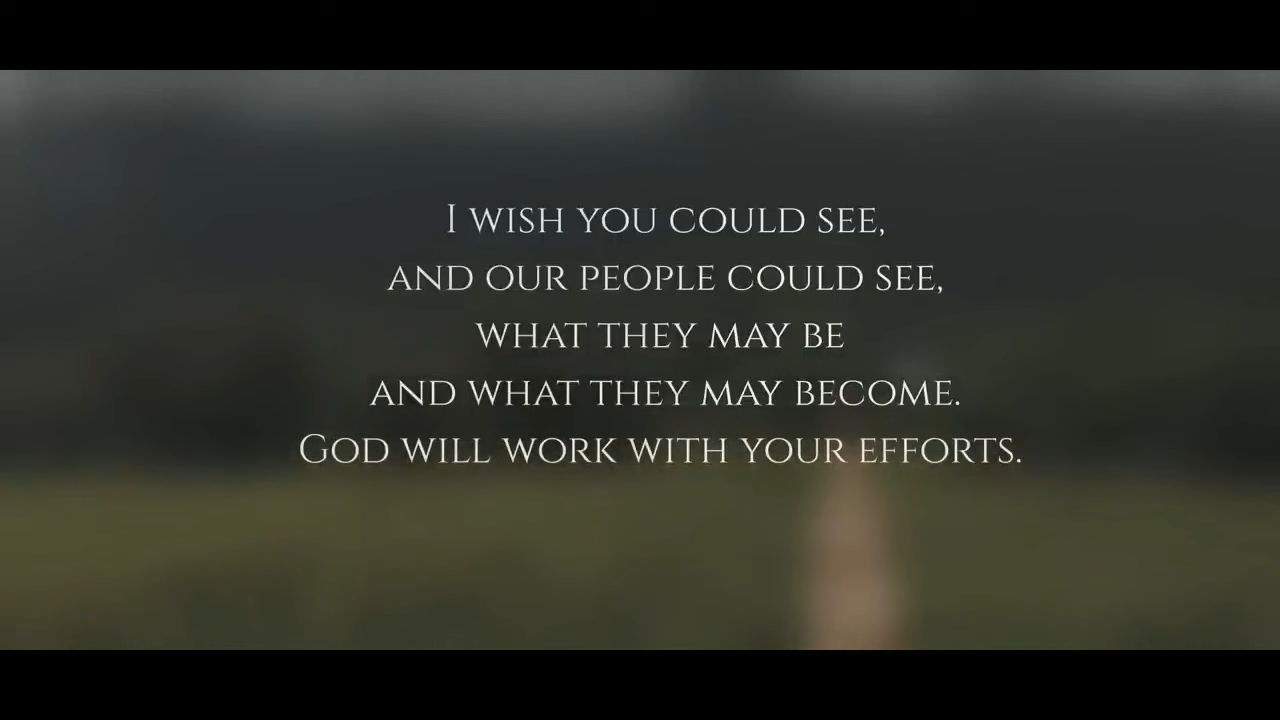 I WISH YOU COULD SEE,
AND OUR PEOPLE COULD SEE,
WHAT THEY MAY BE
AND WHAT THEY MAY BECOME.
GOD WILL WORK WITH YOUR EFFORTS.